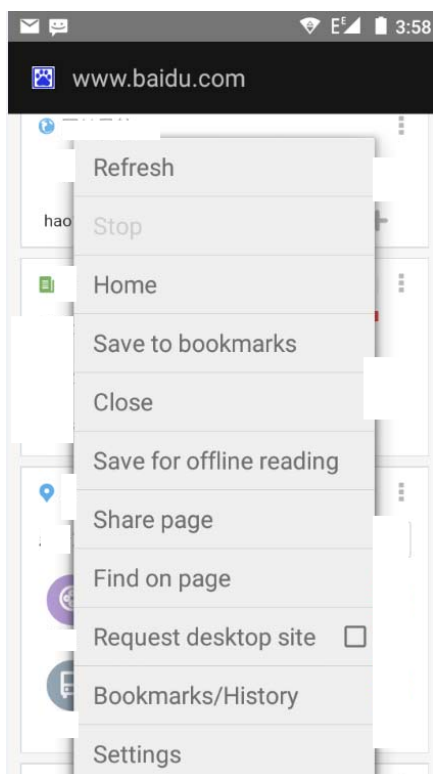 3:58
www.baidu.com
Refresh
hao
Stop
Home
Save to bookmarks
Close
Save for offline reading
Share page
Find on page
Request desktop site
Bookmarks/History
Settings